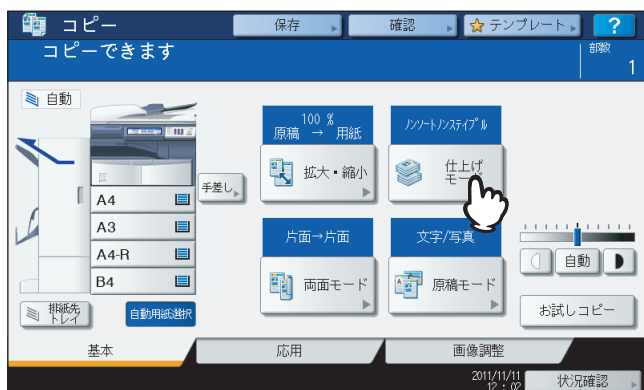 コピー
保存
確認
テンプレート
?
コピーできます
部数
1
自動
100 %
原稿 → 用紙
ノンソートノンステイプル
拡大・縮小
仕上げ
モード
手差し
A4
A3
A4-R
B4
片面→片面
文字/写真
両面モード
原稿モード
自動
排紙先
トレイ
自動用紙選択
お試しコピー
基本
応用
画像調整
2011/11/11
12 : 02
状況確認